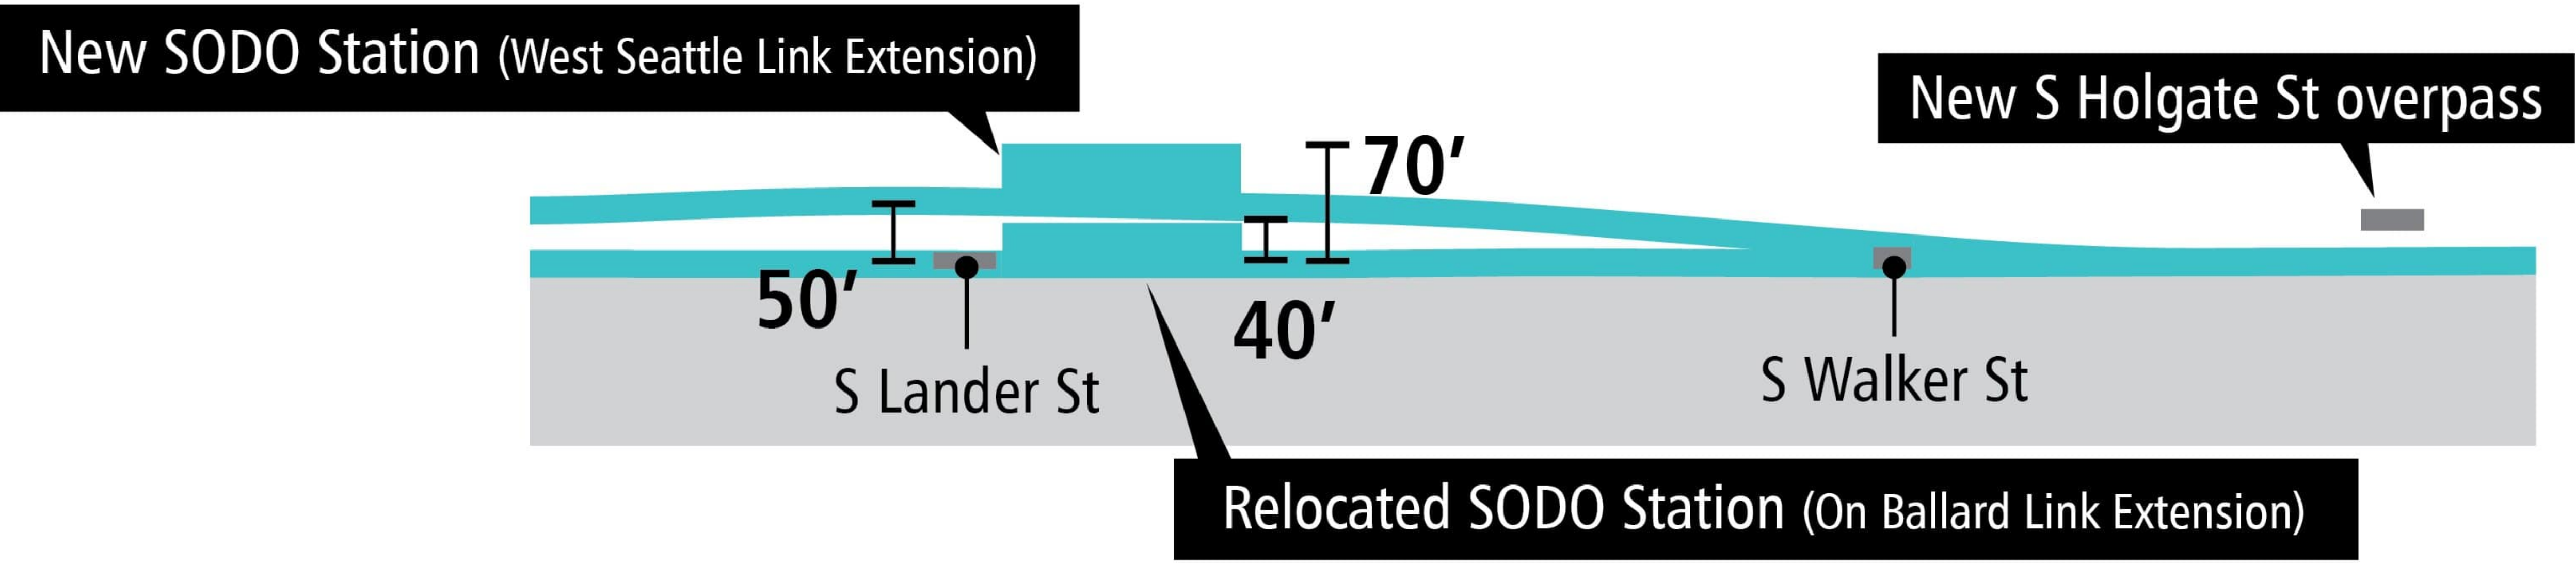 New SODO Station (West Seattle Link Extension)
New S Holgate St overpass
70′
50′
40′
S Lander St
S Walker St
Relocated SODO Station (On Ballard Link Extension)